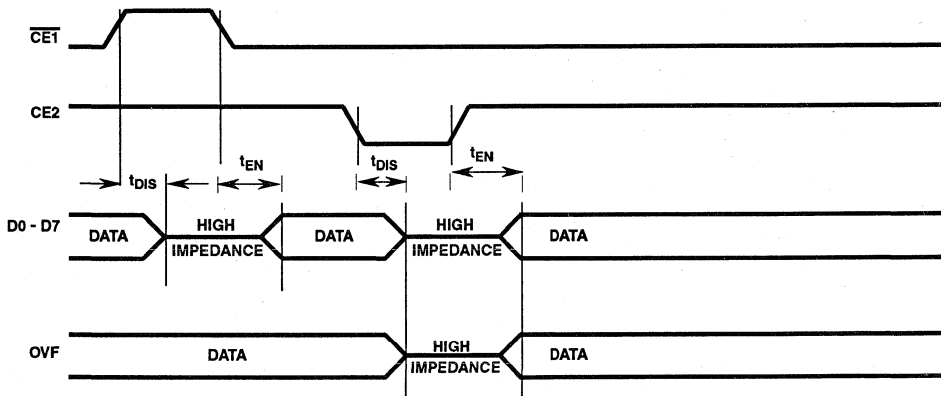 CE1
CE2
tDIS
tEN
tDIS
tEN
D0 - D7
DATA
HIGH
IMPEDANCE
DATA
HIGH
IMPEDANCE
DATA
OVF
DATA
HIGH
IMPEDANCE
DATA